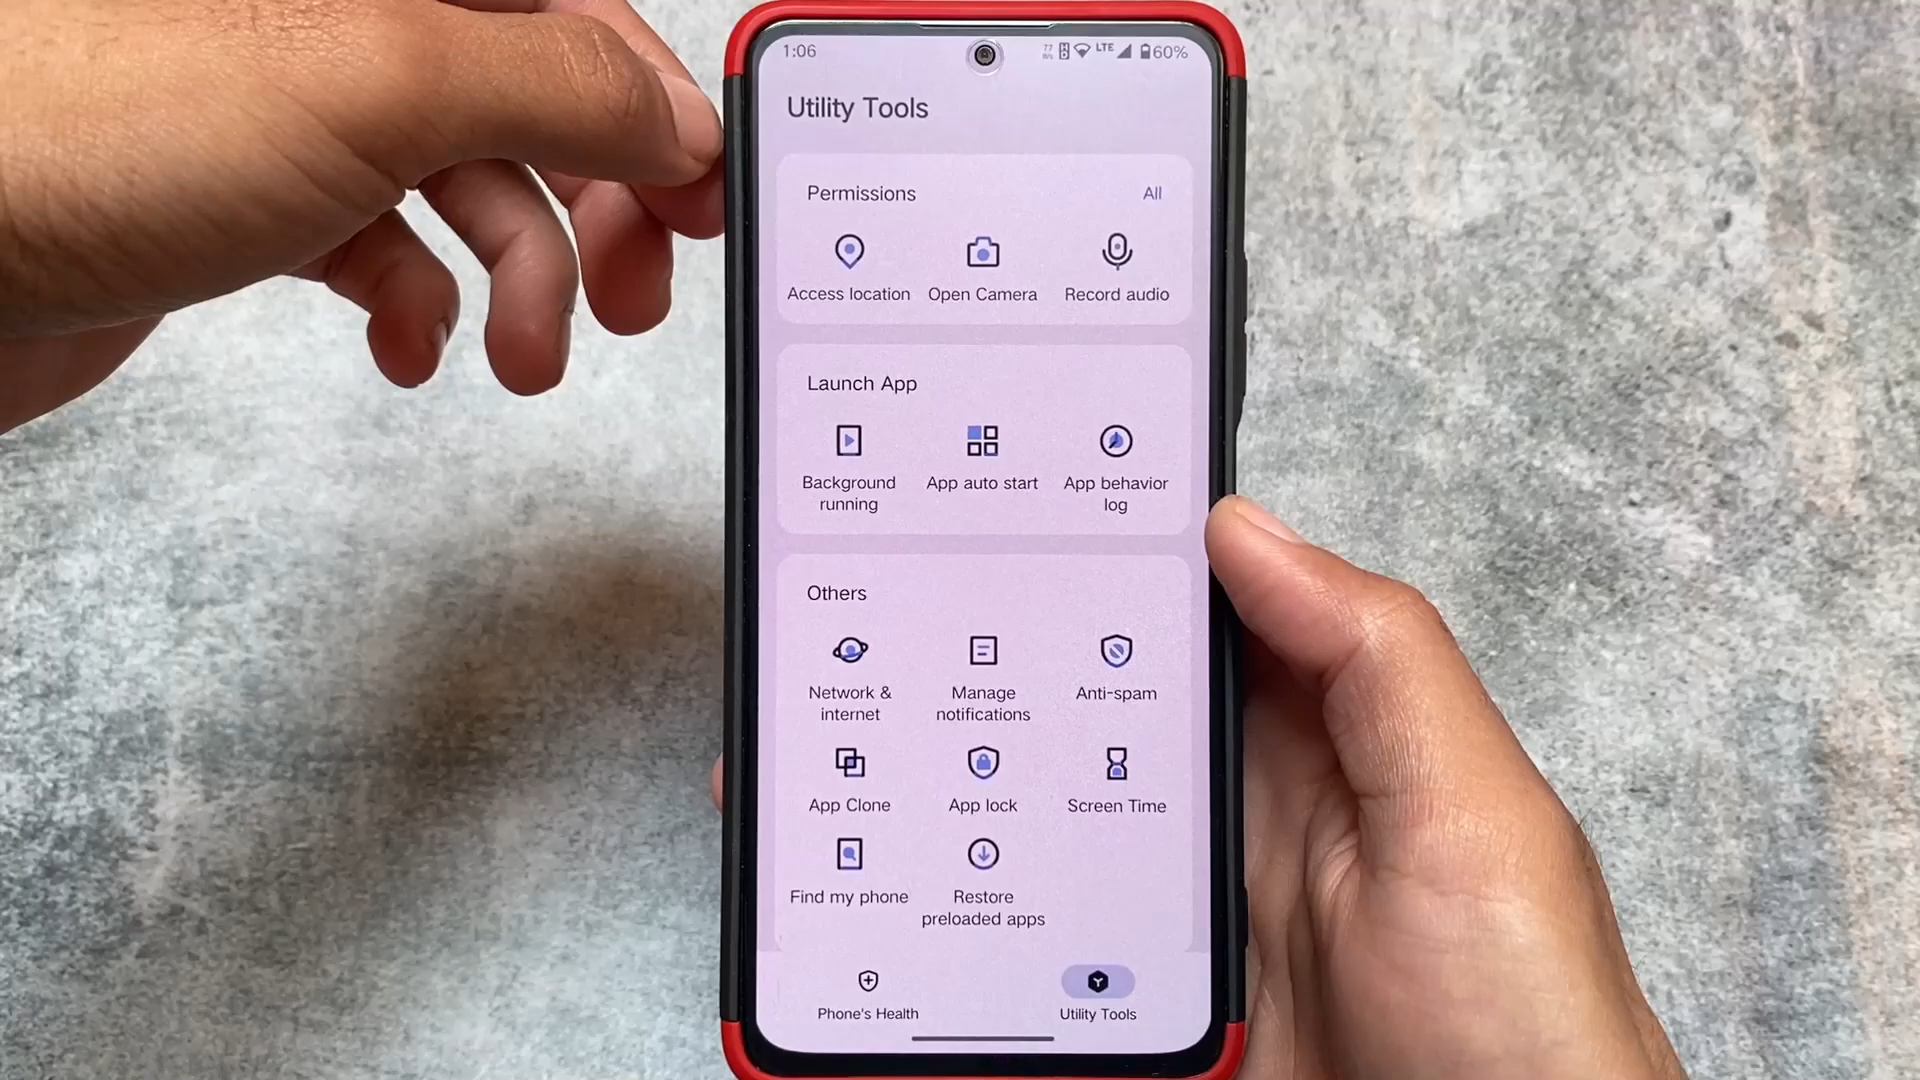 1:06
LTE
60%
Utility Tools
Permissions
All
Access location
Open Camera
Record audio
Launch App
Background
running
App auto start
App behavior
log
Others
Network &
internet
Manage
notifications
Anti-spam
App Clone
App lock
Screen Time
Find my phone
Restore
preloaded apps
Phone's Health
Utility Tools